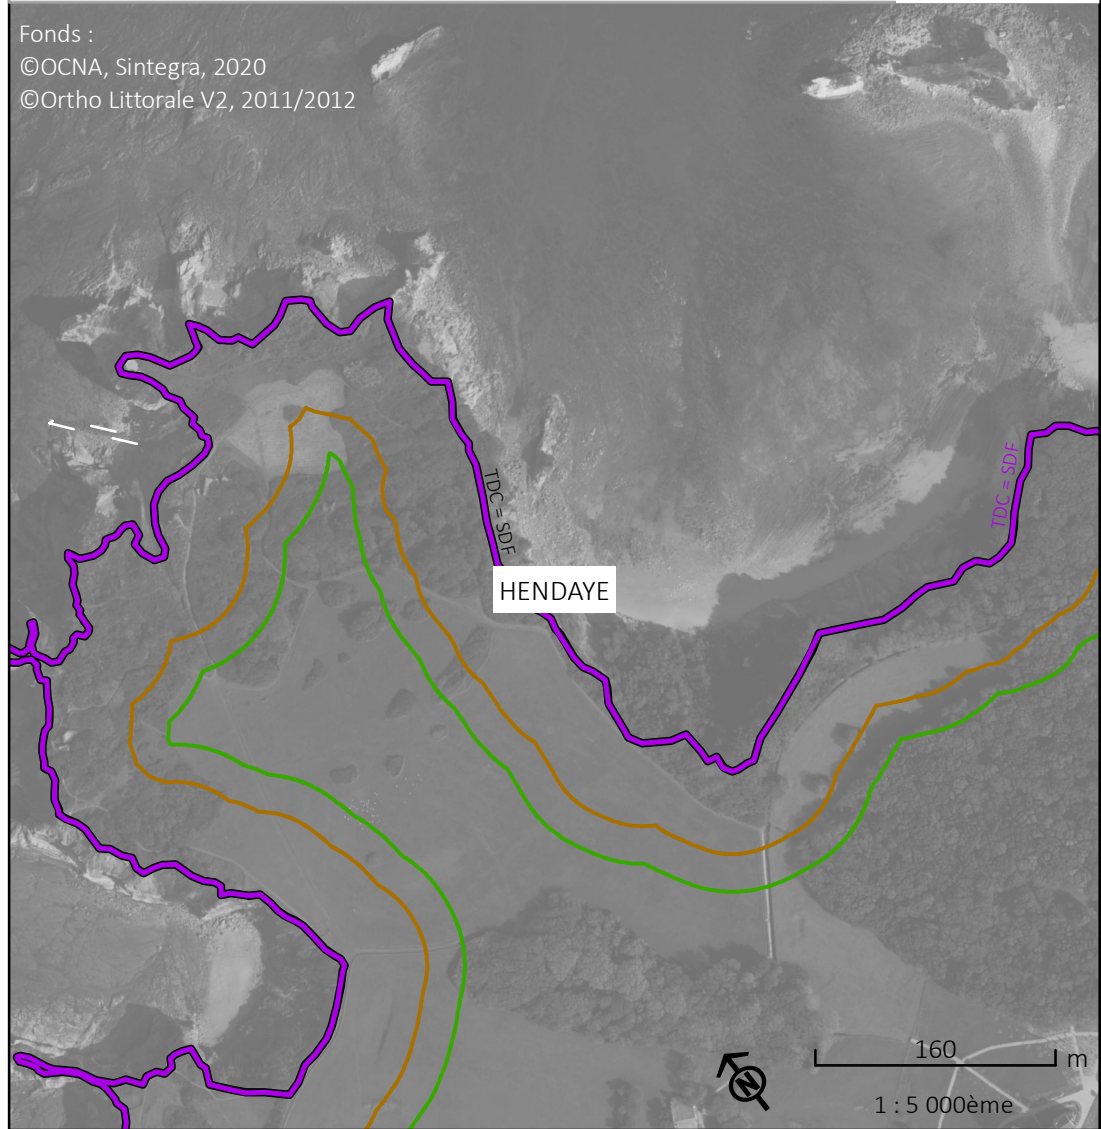 Fonds :
©OCNA, Sintegra, 2020
©Ortho Littorale V2, 2011/2012
TDC = SDF
TDC = SDF
HENDAYE
160
m
N
1 : 5 000ème